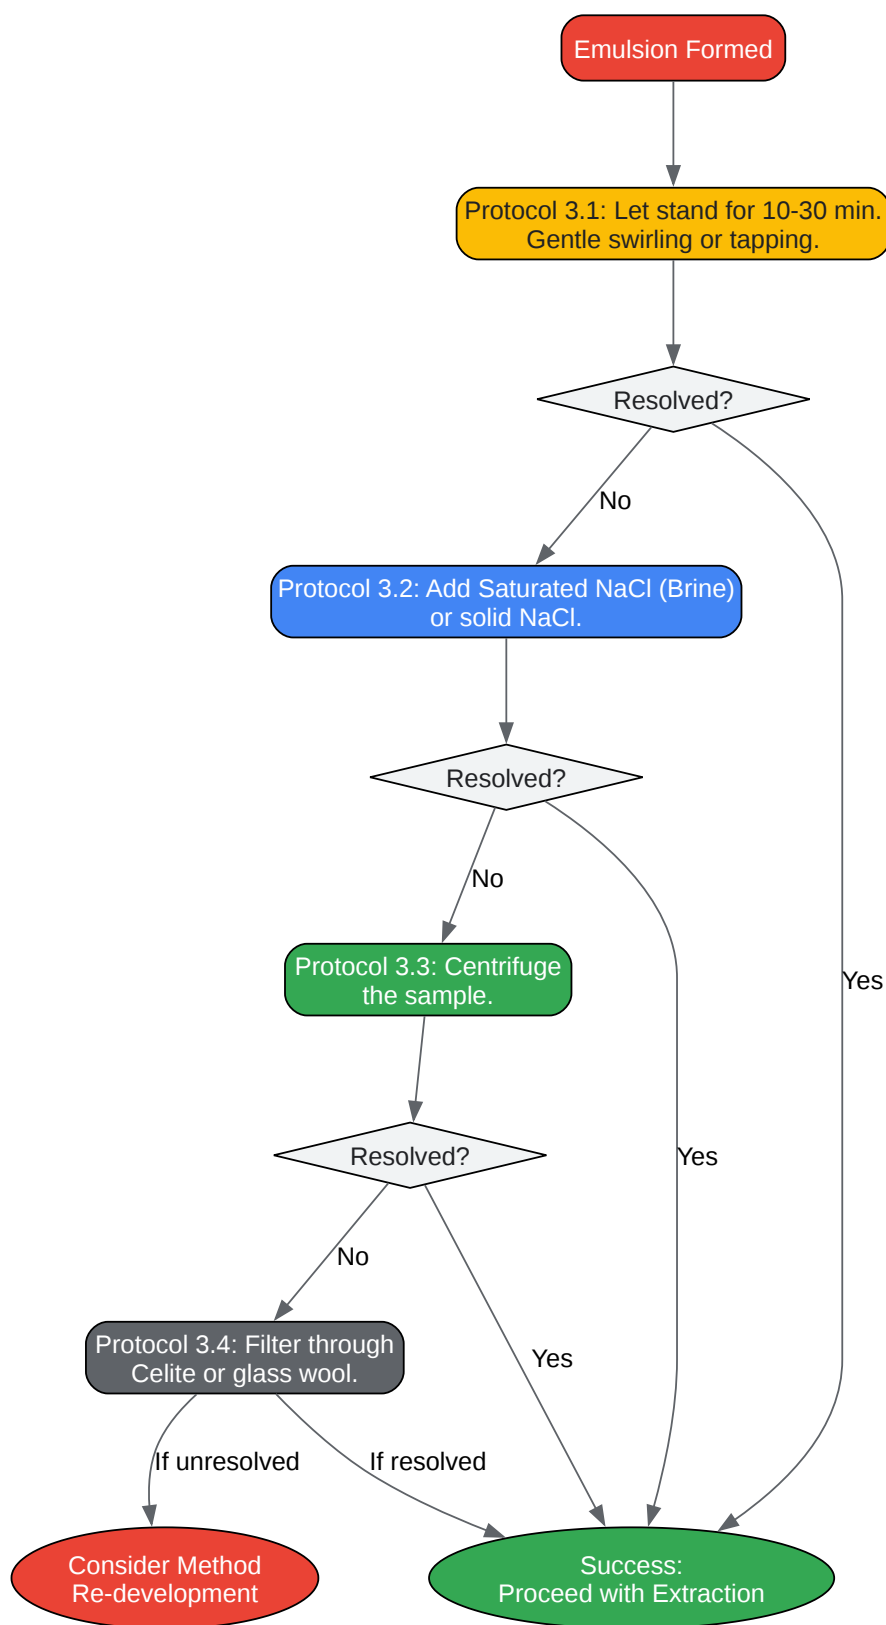 Emulsion Formed
Protocol 3.1: Let stand for 10-30 min.
Gentle swirling or tapping.
Resolved?
No
Protocol 3.2: Add Saturated NaCl (Brine)
or solid NaCl.
Resolved?
No
Protocol 3.3: Centrifuge
the sample.
Yes
Resolved?
Yes
No
Protocol 3.4: Filter through
Celite or glass wool.
Yes
If unresolved
If resolved
Consider Method
Re-development
Success:
Proceed with Extraction